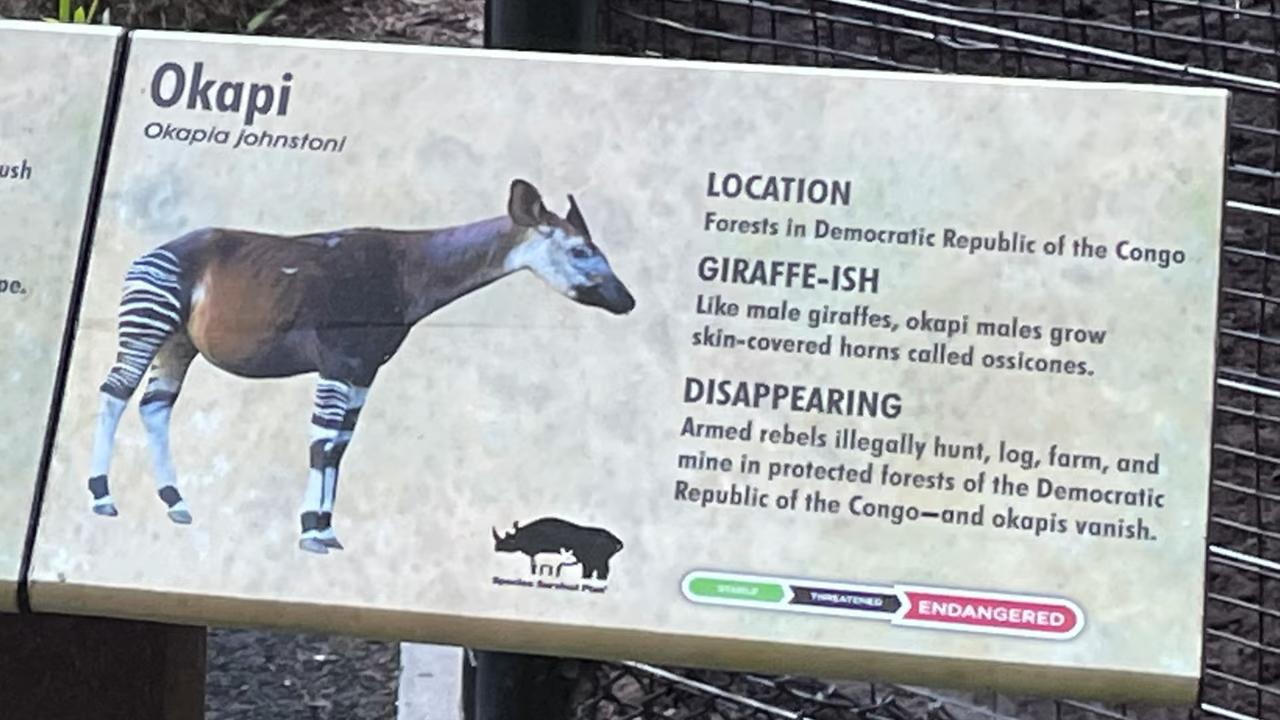 Okapi
Okapia johnstoni
LOCATION
Forests in Democratic Republic of the Congo
GIRAFFE-ISH
Like male giraffes, okapi males grow
skin-covered horns called ossicones.
DISAPPEARING
Armed rebels illegally hunt, log, farm, and
mine in protected forests of the Democratic
Republic of the Congo—and okapis vanish.
Species Survival Plan®
STABLE THREATENED ENDANGERED
ush
pe.